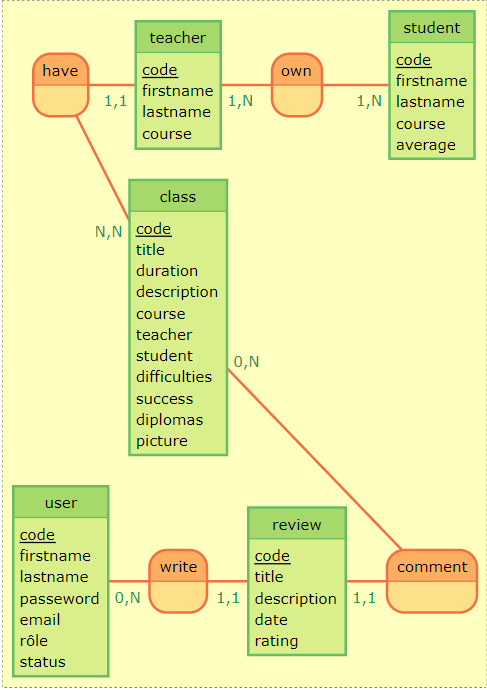 teacher
code
firstname
lastname
course
have
1,1
own
1,N
1,N
student
code
firstname
lastname
course
average
class
code
title
duration
description
course
teacher
student
difficulties
success
diplomas
picture
N,N
0,N
user
code
firstname
lastname
passeword
email
rôle
status
write
0,N
1,1
review
code
title
description
date
rating
comment
1,1